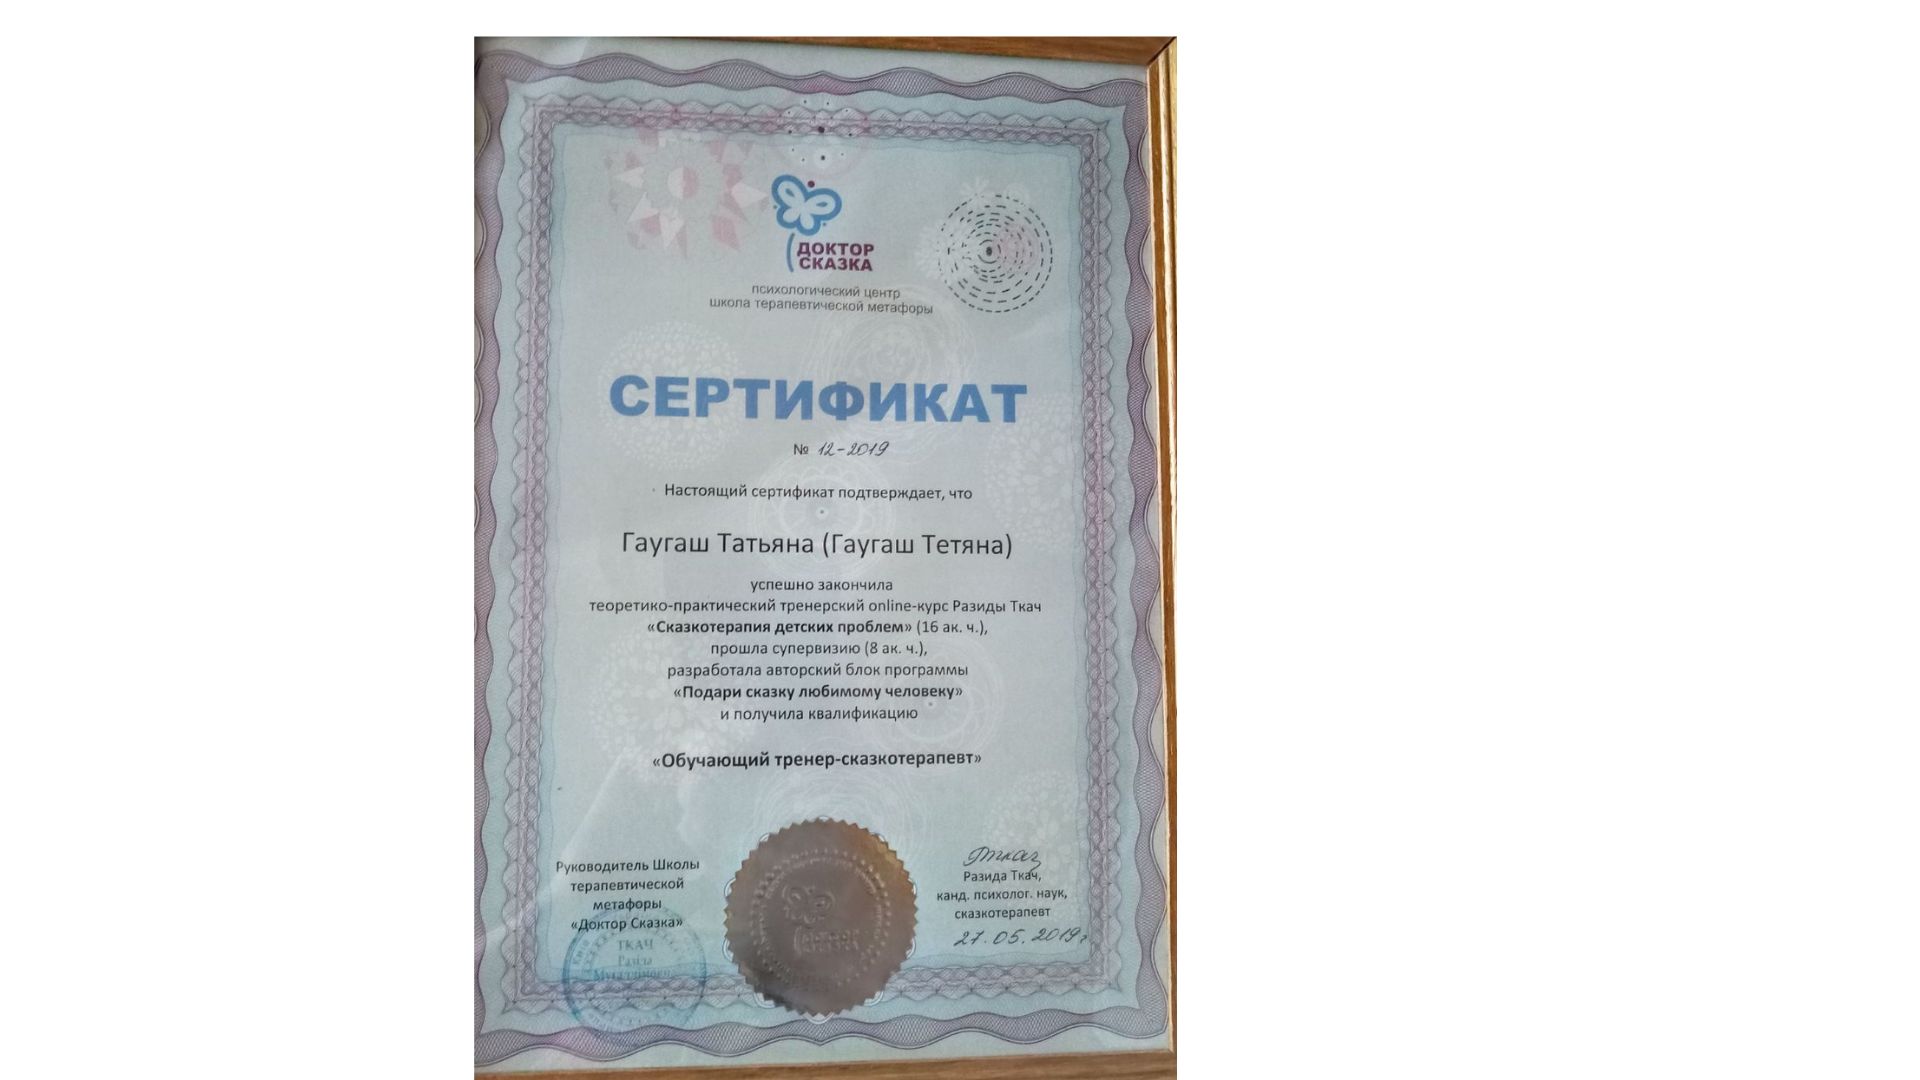 ДОКТОР
СКАЗКА
психологический центр
школа терапевтической метафоры
СЕРТИФИКАТ
№ 12-2019
Настоящий сертификат подтверждает, что
Гаугаш Татьяна (Гаугаш Тетяна)
успешно закончила
теоретико-практический тренерский online-курс Разиды Ткач
«Сказкотерапия детских проблем» (16 ак. ч.),
прошла супервизию (8 ак. ч.),
разработала авторский блок программы
«Подари сказку любимому человеку»
и получила квалификацию
«Обучающий тренер-сказкотерапевт»
Руководитель Школы
терапевтической
метафоры
«Доктор Сказка»
ТКАЧ
Ткач
Разида Ткач,
канд. психолог. наук,
сказкотерапевт
27.05.2019г